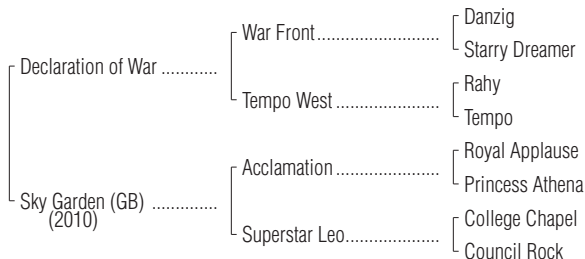 Danzig
War Front
Starry Dreamer
Declaration of War
Rahy
Tempo West
Tempo
Royal Applause
Acclamation
Princess Athena
Sky Garden (GB)
(2010)
College Chapel
Superstar Leo
Council Rock